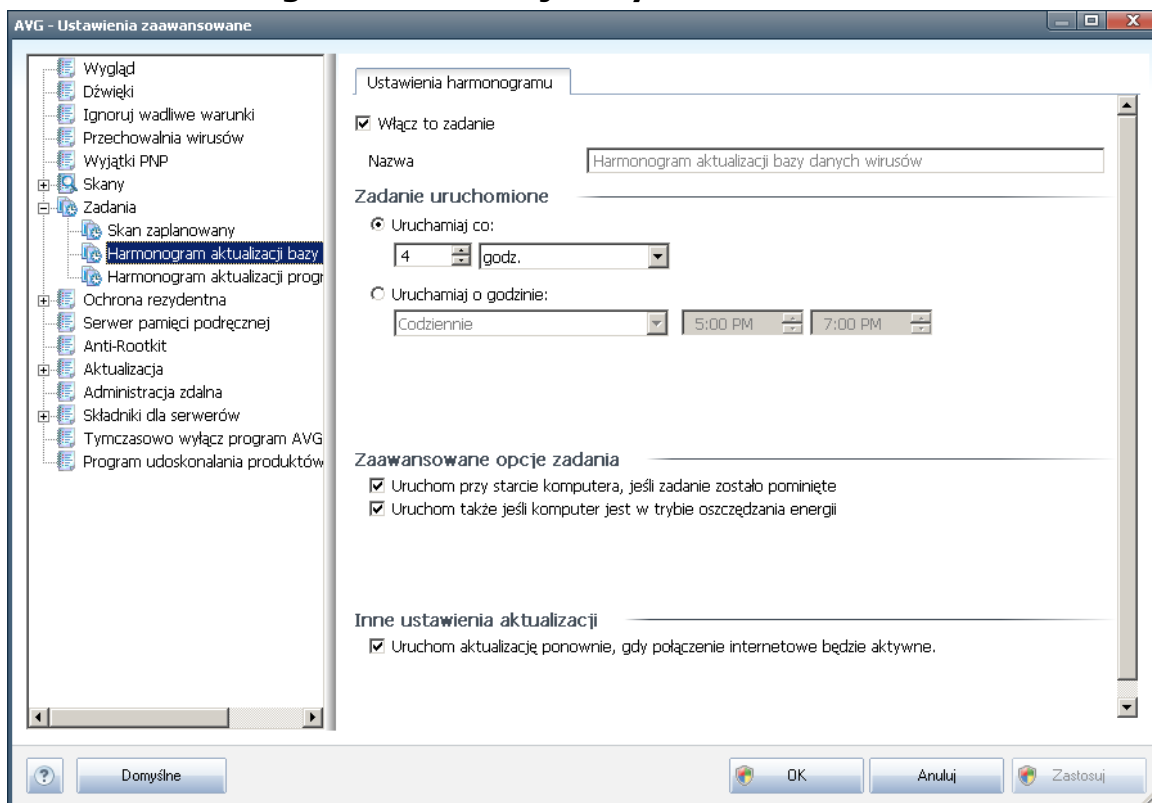 AVG - Ustawienia zaawansowane
Wygląd
Dźwięki
Ignoruj wadliwe warunki
Przechowalnia wirusów
Wyjątki PNP
Skany
Zadania
Skan zaplanowany
Harmonogram aktualizacji bazy
Harmonogram aktualizacji progr
Ochrona rezydentna
Serwer pamięci podręcznej
Anti-Rootkit
Aktualizacja
Administracja zdalna
Składniki dla serwerów
Tymczasowo wyłącz program AVG
Program udoskonalania produktów
Ustawienia harmonogramu
Włącz to zadanie
Nazwa Harmonogram aktualizacji bazy danych wirusów
Zadanie uruchomione
Uruchamiaj co:
4 godz.
Uruchamiaj o godzinie:
Codziennie 5:00 PM 7:00 PM
Zaawansowane opcje zadania
Uruchom przy starcie komputera, jeśli zadanie zostało pominięte
Uruchom także jeśli komputer jest w trybie oszczędzania energii
Inne ustawienia aktualizacji
Uruchom aktualizację ponownie, gdy połączenie internetowe będzie aktywne.
? Domyślne OK Anuluj Zastosuj